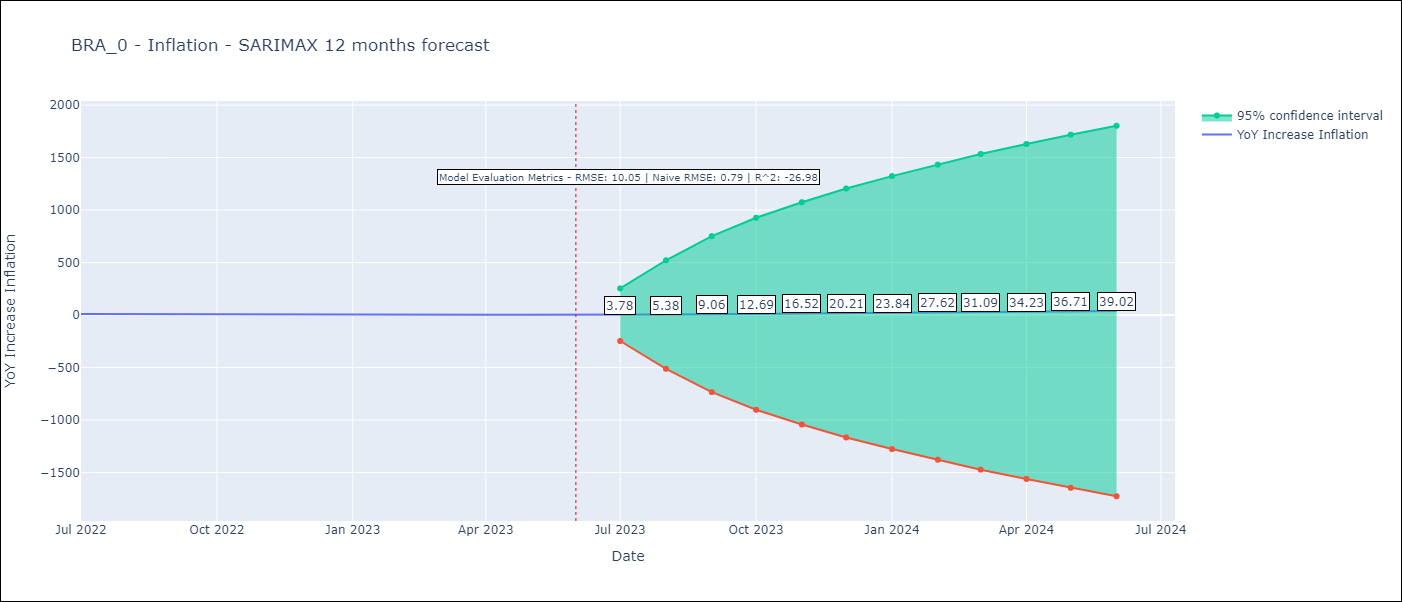 BRA_0 - Inflation - SARIMAX 12 months forecast
2000
1500
1000
500
0
−500
−1000
−1500
YoY Increase Inflation
Model Evaluation Metrics - RMSE: 10.05 | Naive RMSE: 0.79 | R^2: -26.98
3.78 5.38 9.06 12.69 16.52 20.21 23.84 27.62 31.09 34.23 36.71 39.02
Jul 2022 Oct 2022 Jan 2023 Apr 2023 Jul 2023 Oct 2023 Jan 2024 Apr 2024 Jul 2024
Date
95% confidence interval
YoY Increase Inflation